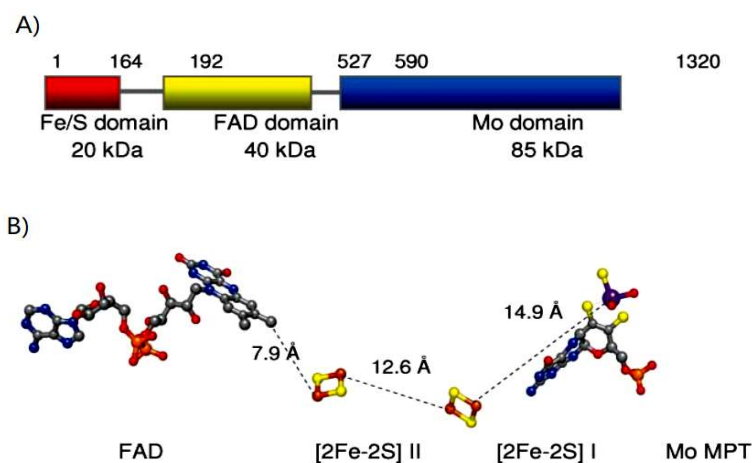 A)
1 164 192 527 590 1320
Fe/S domain FAD domain Mo domain
20 kDa 40 kDa 85 kDa
B)
14.9 Å
7.9 Å 12.6 Å
FAD [2Fe-2S] II [2Fe-2S] I Mo MPT